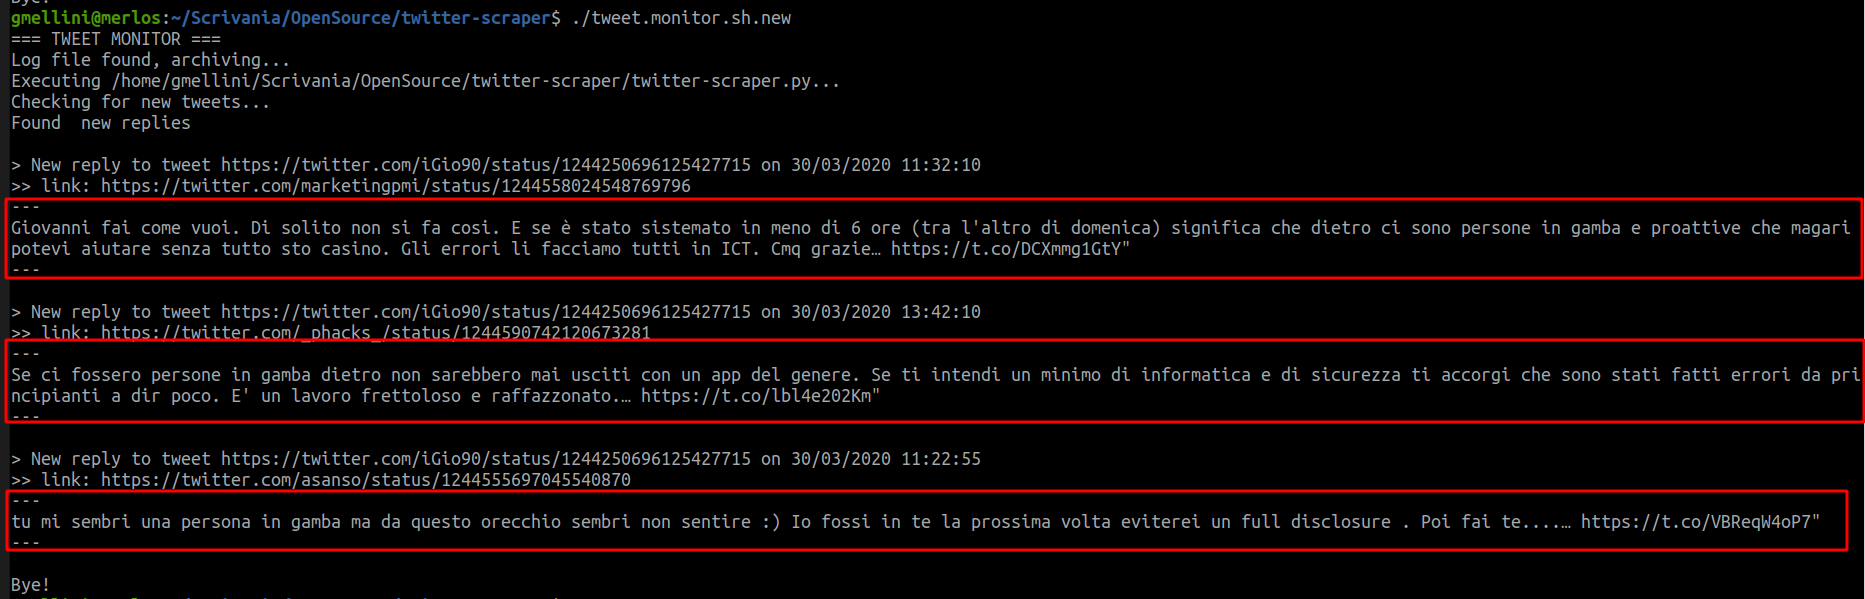 Bye!
gmellini@merlos:~/Scrivania/OpenSource/twitter-scraper$ ./tweet.monitor.sh.new
=== TWEET MONITOR ===
Log file found, archiving...
Executing /home/gmellini/Scrivania/OpenSource/twitter-scraper/twitter-scraper.py...
Checking for new tweets...
Found  new replies
> New reply to tweet https://twitter.com/iGio90/status/1244250696125427715 on 30/03/2020 11:32:10
>> link: https://twitter.com/marketingpmi/status/1244558024548769796
---
Giovanni fai come vuoi. Di solito non si fa cosi. E se è stato sistemato in meno di 6 ore (tra l'altro di domenica) significa che dietro ci sono persone in gamba e proattive che magari
potevi aiutare senza tutto sto casino. Gli errori li facciamo tutti in ICT. Cmq grazie… https://t.co/DCXmmg1GtY"
---
> New reply to tweet https://twitter.com/iGio90/status/1244250696125427715 on 30/03/2020 13:42:10
>> link: https://twitter.com/_phacks_/status/1244590742120673281
---
Se ci fossero persone in gamba dietro non sarebbero mai usciti con un app del genere. Se ti intendi un minimo di informatica e di sicurezza ti accorgi che sono stati fatti errori da pri
ncipianti a dir poco. E' un lavoro frettoloso e raffazzonato.… https://t.co/lbl4e202Km"
---
> New reply to tweet https://twitter.com/iGio90/status/1244250696125427715 on 30/03/2020 11:22:55
>> link: https://twitter.com/asanso/status/1244555697045540870
---
tu mi sembri una persona in gamba ma da questo orecchio sembri non sentire :) Io fossi in te la prossima volta eviterei un full disclosure . Poi fai te....… https://t.co/VBReqW4oP7"
---
Bye!